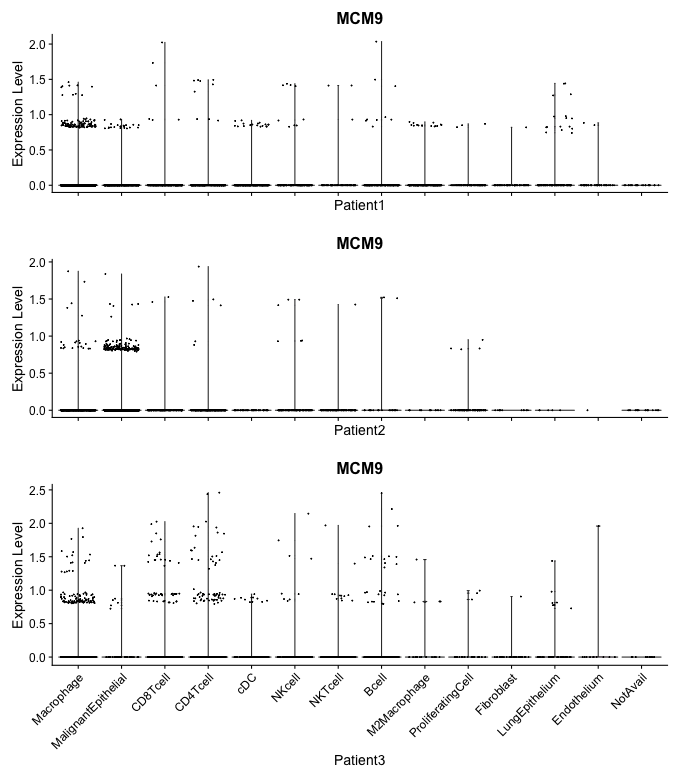 MCM9
Expression Level
2.0
1.5
1.0
0.5
0.0
Patient1
MCM9
Expression Level
2.0
1.5
1.0
0.5
0.0
Patient2
MCM9
Expression Level
2.5
2.0
1.5
1.0
0.5
0.0
Macrophage
MalignantEpithelial
CD8Tcell
CD4Tcell
cDC
NKcell
NKTcell
Bcell
M2Macrophage
ProliferatingCell
Fibroblast
LungEpithelium
Endothelium
NotAvail
Patient3